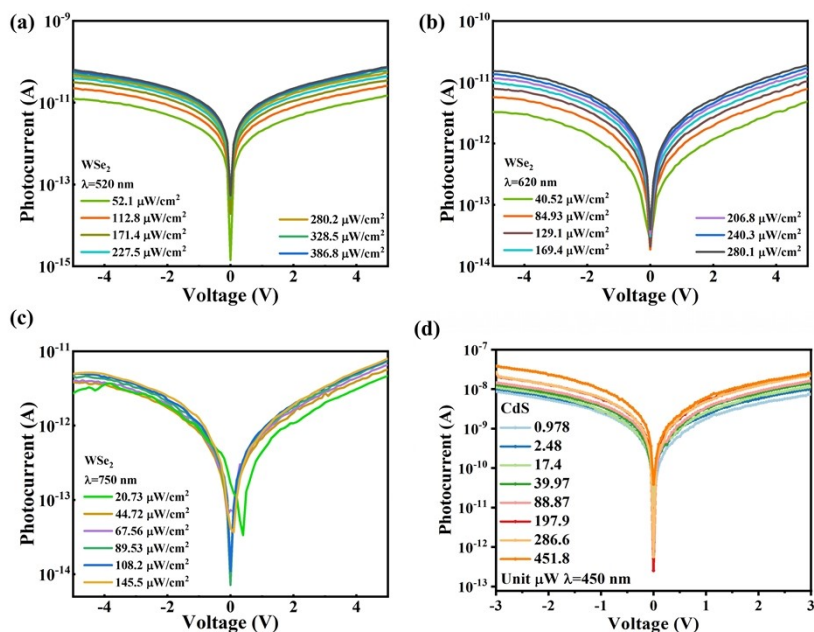 (a)
10⁻⁹
10⁻¹¹
10⁻¹³
10⁻¹⁵
Photocurrent (A)
WSe₂
λ=520 nm
52.1 μW/cm²
112.8 μW/cm²
171.4 μW/cm²
227.5 μW/cm²
280.2 μW/cm²
328.5 μW/cm²
386.8 μW/cm²
-4 -2 0 2 4
Voltage (V)
(b)
10⁻¹⁰
10⁻¹¹
10⁻¹²
10⁻¹³
10⁻¹⁴
Photocurrent (A)
WSe₂
λ=620 nm
40.52 μW/cm²
84.93 μW/cm²
129.1 μW/cm²
169.4 μW/cm²
206.8 μW/cm²
240.3 μW/cm²
280.1 μW/cm²
-4 -2 0 2 4
Voltage (V)
(c)
10⁻¹¹
10⁻¹²
10⁻¹³
10⁻¹⁴
Photocurrent (A)
WSe₂
λ=750 nm
20.73 μW/cm²
44.72 μW/cm²
67.56 μW/cm²
89.53 μW/cm²
108.2 μW/cm²
145.5 μW/cm²
-4 -2 0 2 4
Voltage (V)
(d)
10⁻⁷
10⁻⁸
10⁻⁹
10⁻¹⁰
10⁻¹¹
10⁻¹²
10⁻¹³
Photocurrent (A)
CdS
0.978
2.48
17.4
39.97
88.87
197.9
286.6
451.8
Unit μW λ=450 nm
-3 -2 -1 0 1 2 3
Voltage (V)